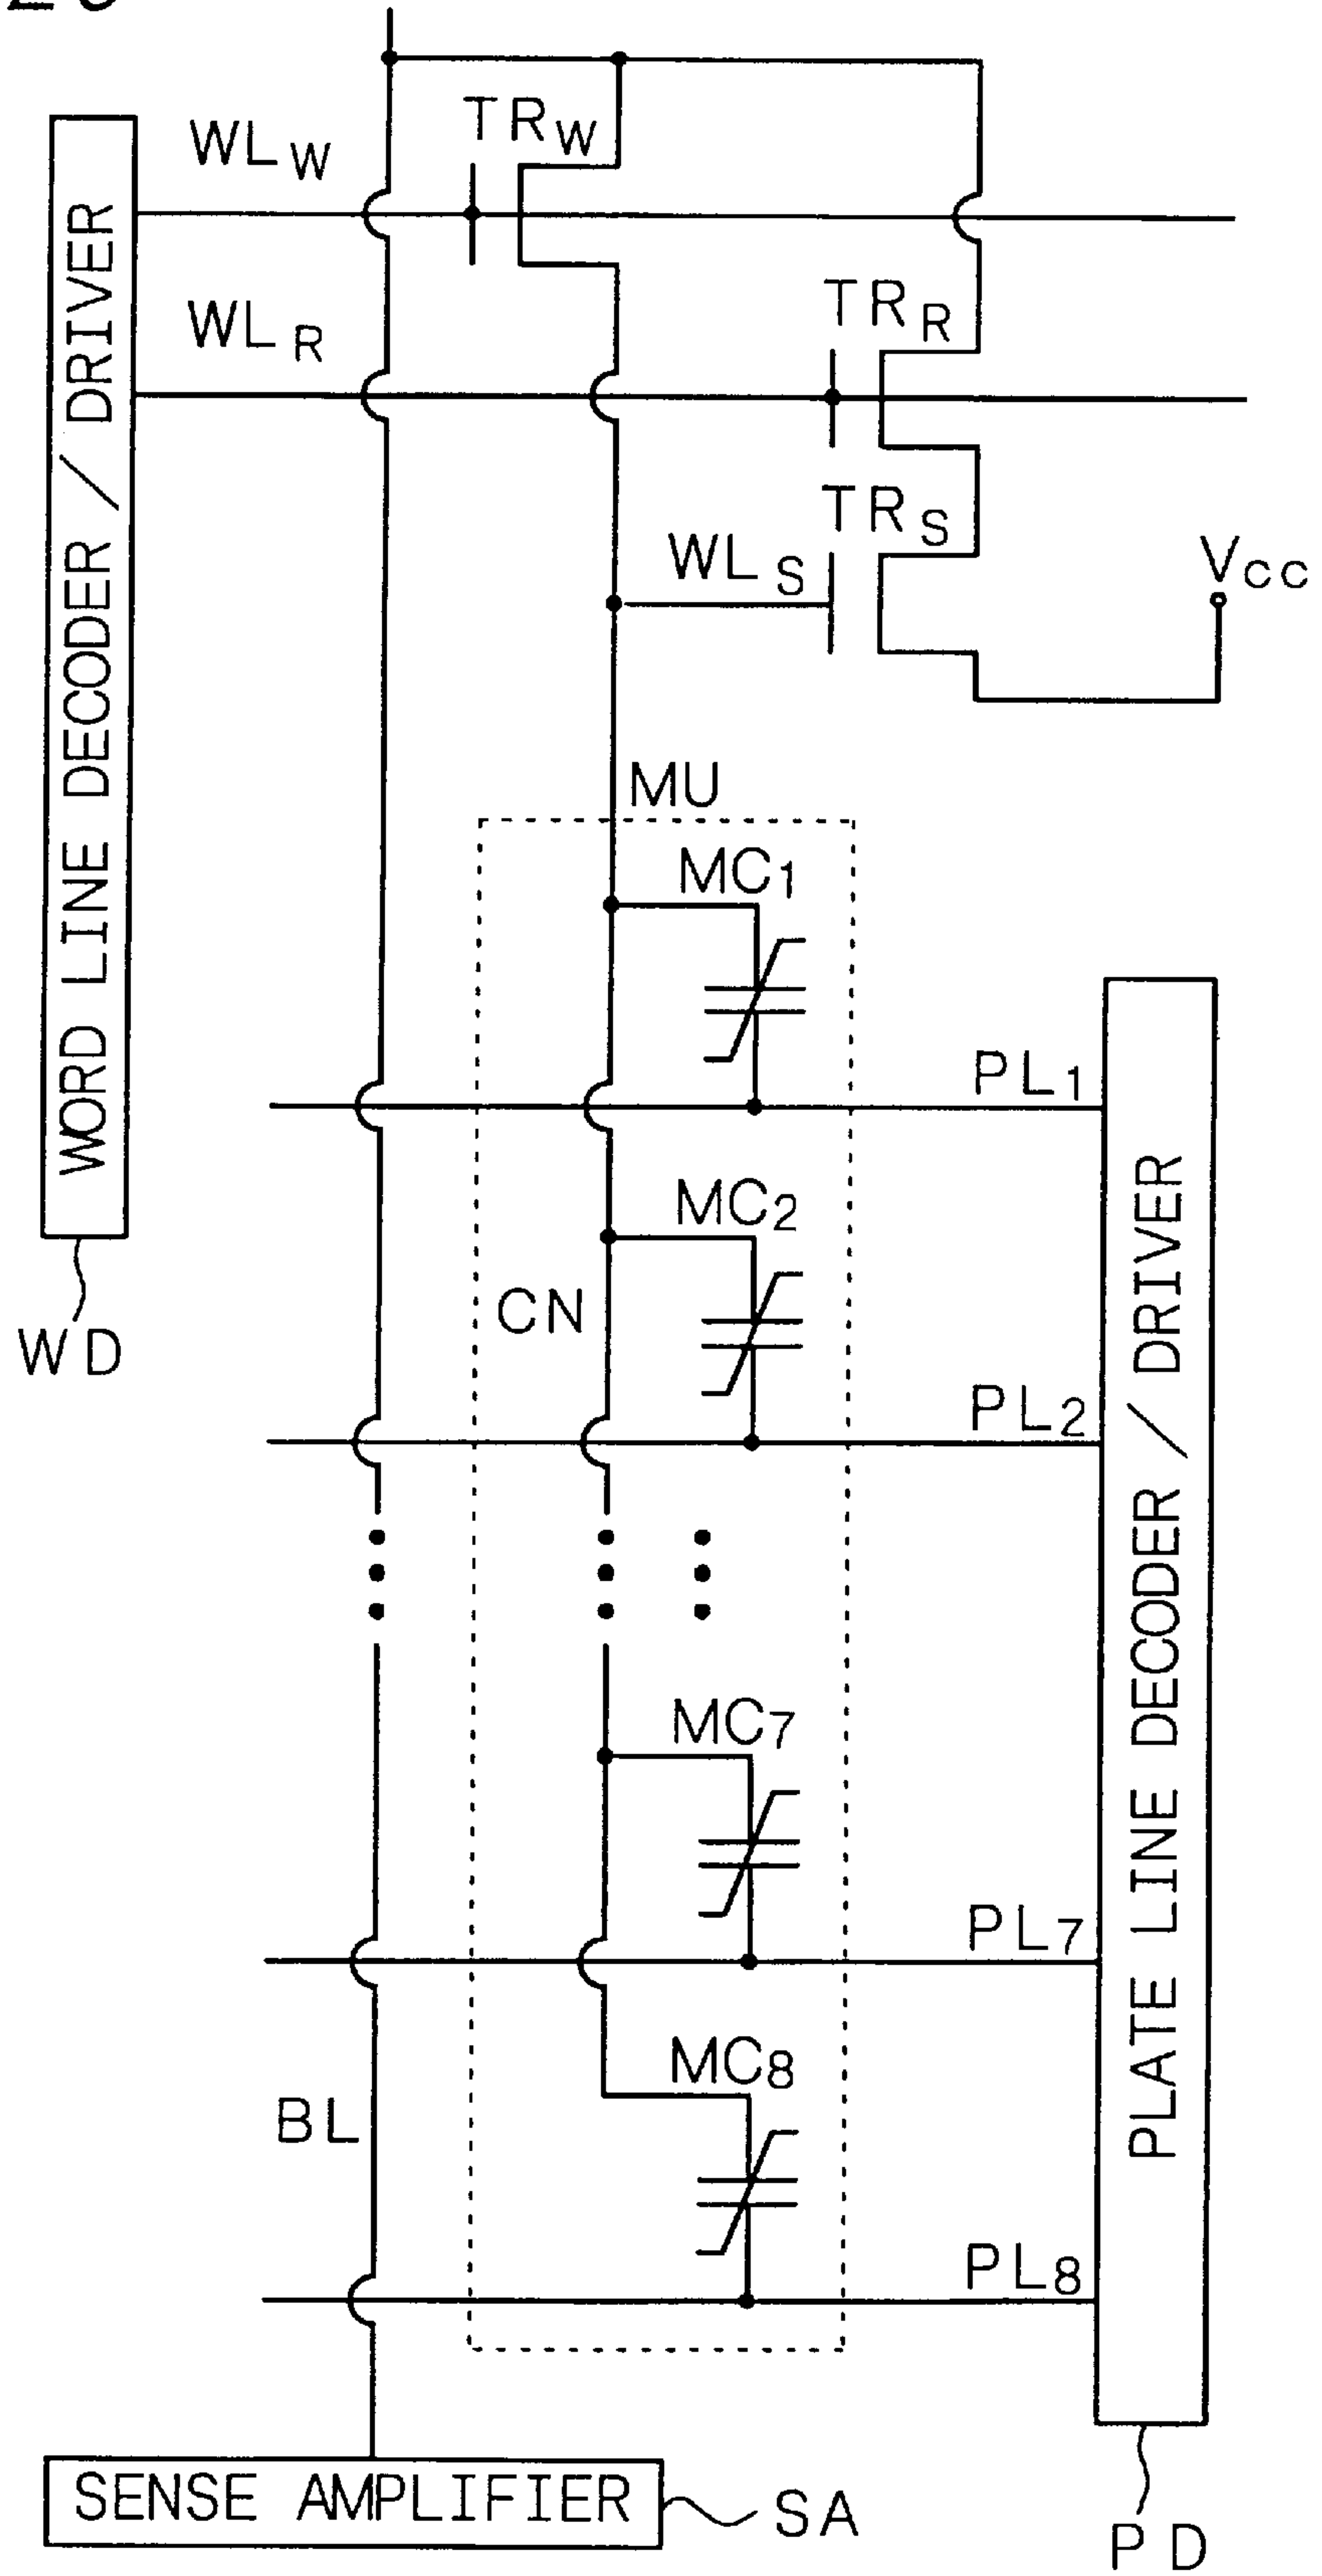 TRW
WLW
WLR
TRR
TRS
WLS
VCC
WORD LINE DECODER / DRIVER
WD
MU
MC1
PL1
MC2
CN
PL2
MC7
PL7
MC8
PL8
BL
PLATE LINE DECODER / DRIVER
PD
SENSE AMPLIFIER
SA